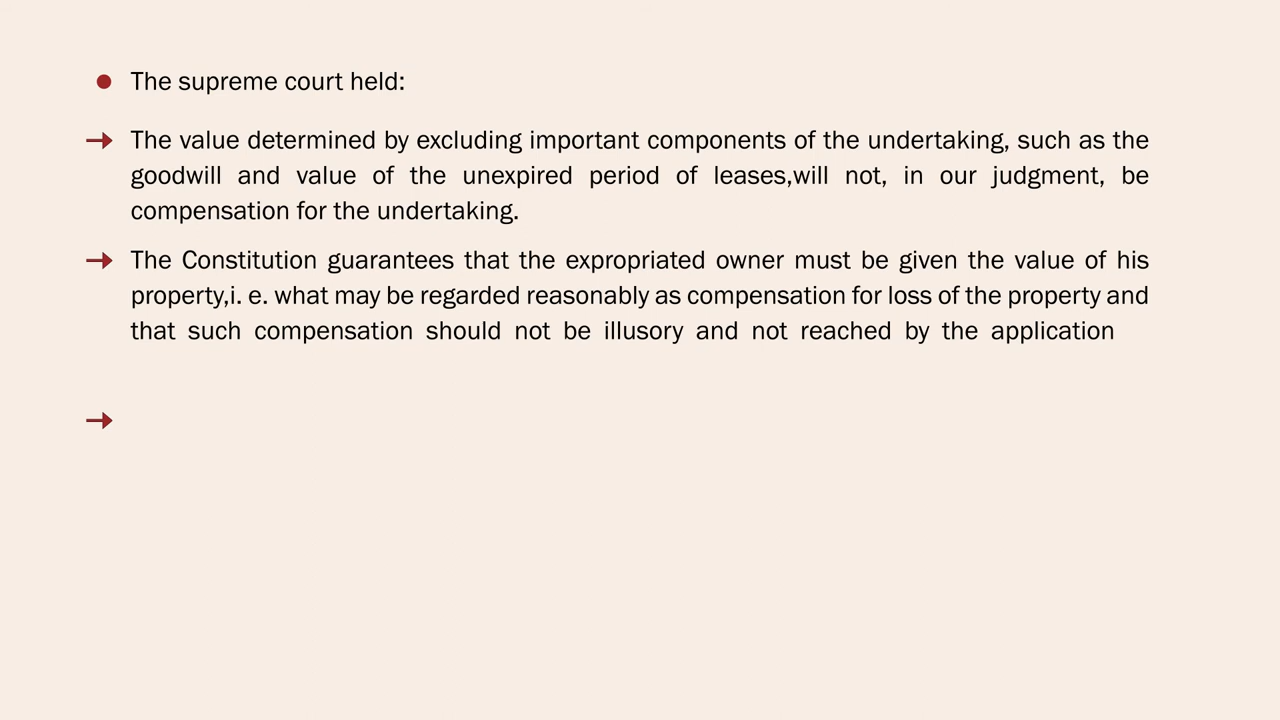 The supreme court held:
The value determined by excluding important components of the undertaking, such as the
goodwill and value of the unexpired period of leases,will not, in our judgment, be
compensation for the undertaking.
The Constitution guarantees that the expropriated owner must be given the value of his
property,i. e. what may be regarded reasonably as compensation for loss of the property and
that such compensation should not be illusory and not reached by the application